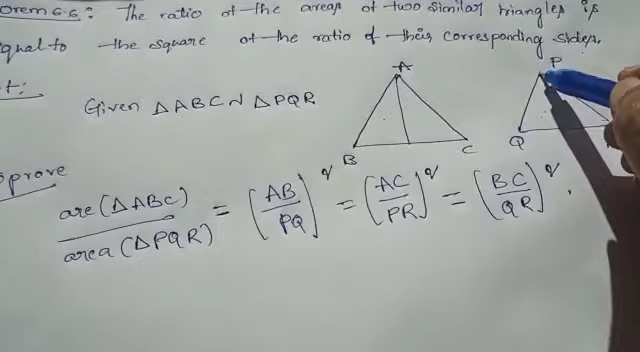 orem 6.6: The ratio of the areas of two similar triangles is
equal to the square of the ratio of their corresponding sides.
t:
Given △ABC ~ △PQR
A
P
B
C
Q
prove
are(△ABC) / area(△PQR) = (AB/PQ)² = (AC/PR)² = (BC/QR)².